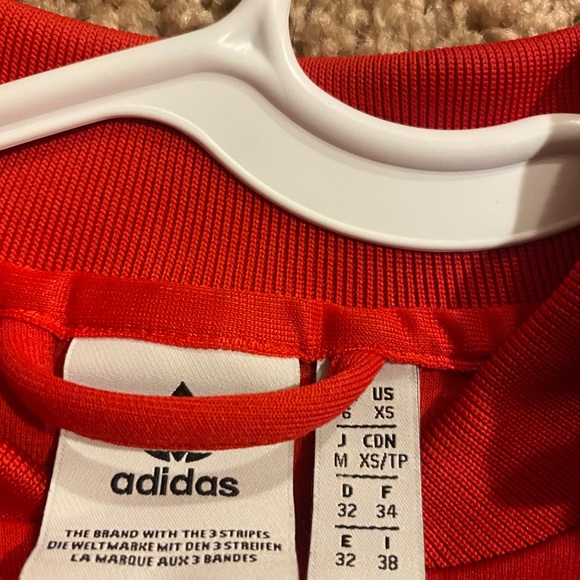 adidas
THE BRAND WITH THE 3 STRIPES
DIE WELTMARKE MIT DEN 3 STREIFEN
LA MARQUE AUX 3 BANDES
US
6 XS
J CDN
M XS/TP
D F
32 34
E I
32 38